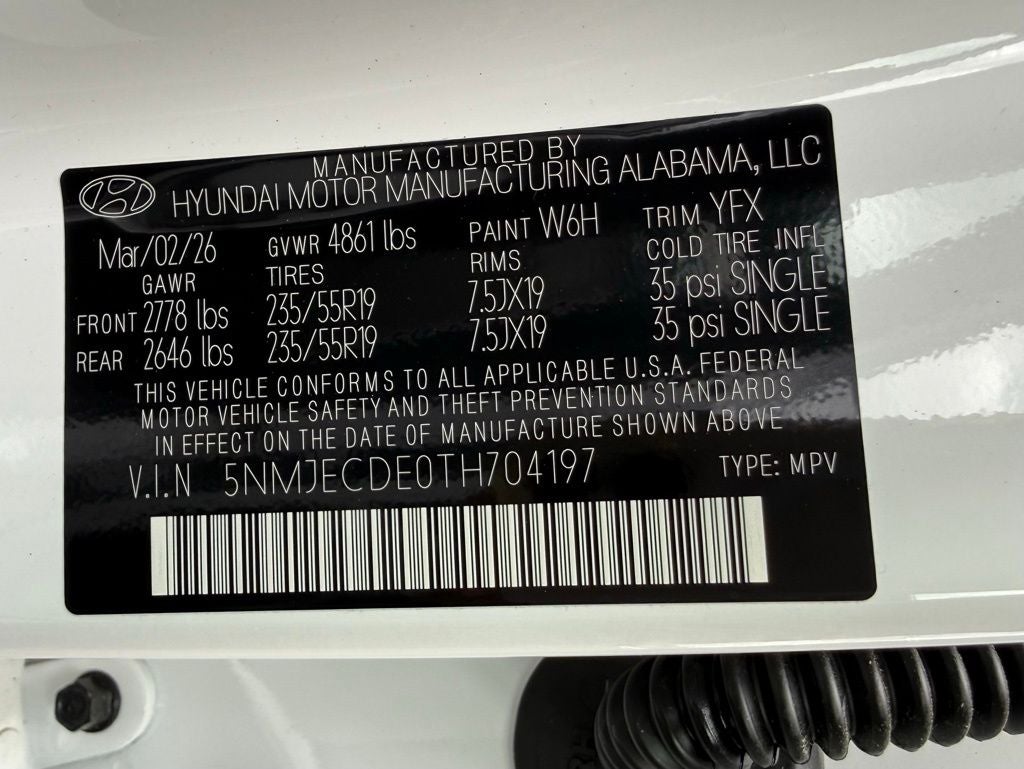 MANUFACTURED BY
HYUNDAI MOTOR MANUFACTURING ALABAMA, LLC
Mar/02/26 GVWR 4861 lbs PAINT W6H TRIM YFX
GAWR TIRES RIMS COLD TIRE INFL
FRONT 2778 lbs 235/55R19 7.5JX19 35 psi SINGLE
REAR 2646 lbs 235/55R19 7.5JX19 35 psi SINGLE
THIS VEHICLE CONFORMS TO ALL APPLICABLE U.S.A. FEDERAL
MOTOR VEHICLE SAFETY AND THEFT PREVENTION STANDARDS
IN EFFECT ON THE DATE OF MANUFACTURE SHOWN ABOVE
V.I.N 5NMJECDE0TH704197 TYPE: MPV